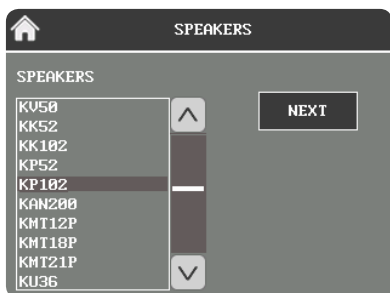 SPEAKERS
SPEAKERS
KV50
KK52
KK102
KP52
KP102
KAN200
KMT12P
KMT18P
KMT21P
KU36
NEXT